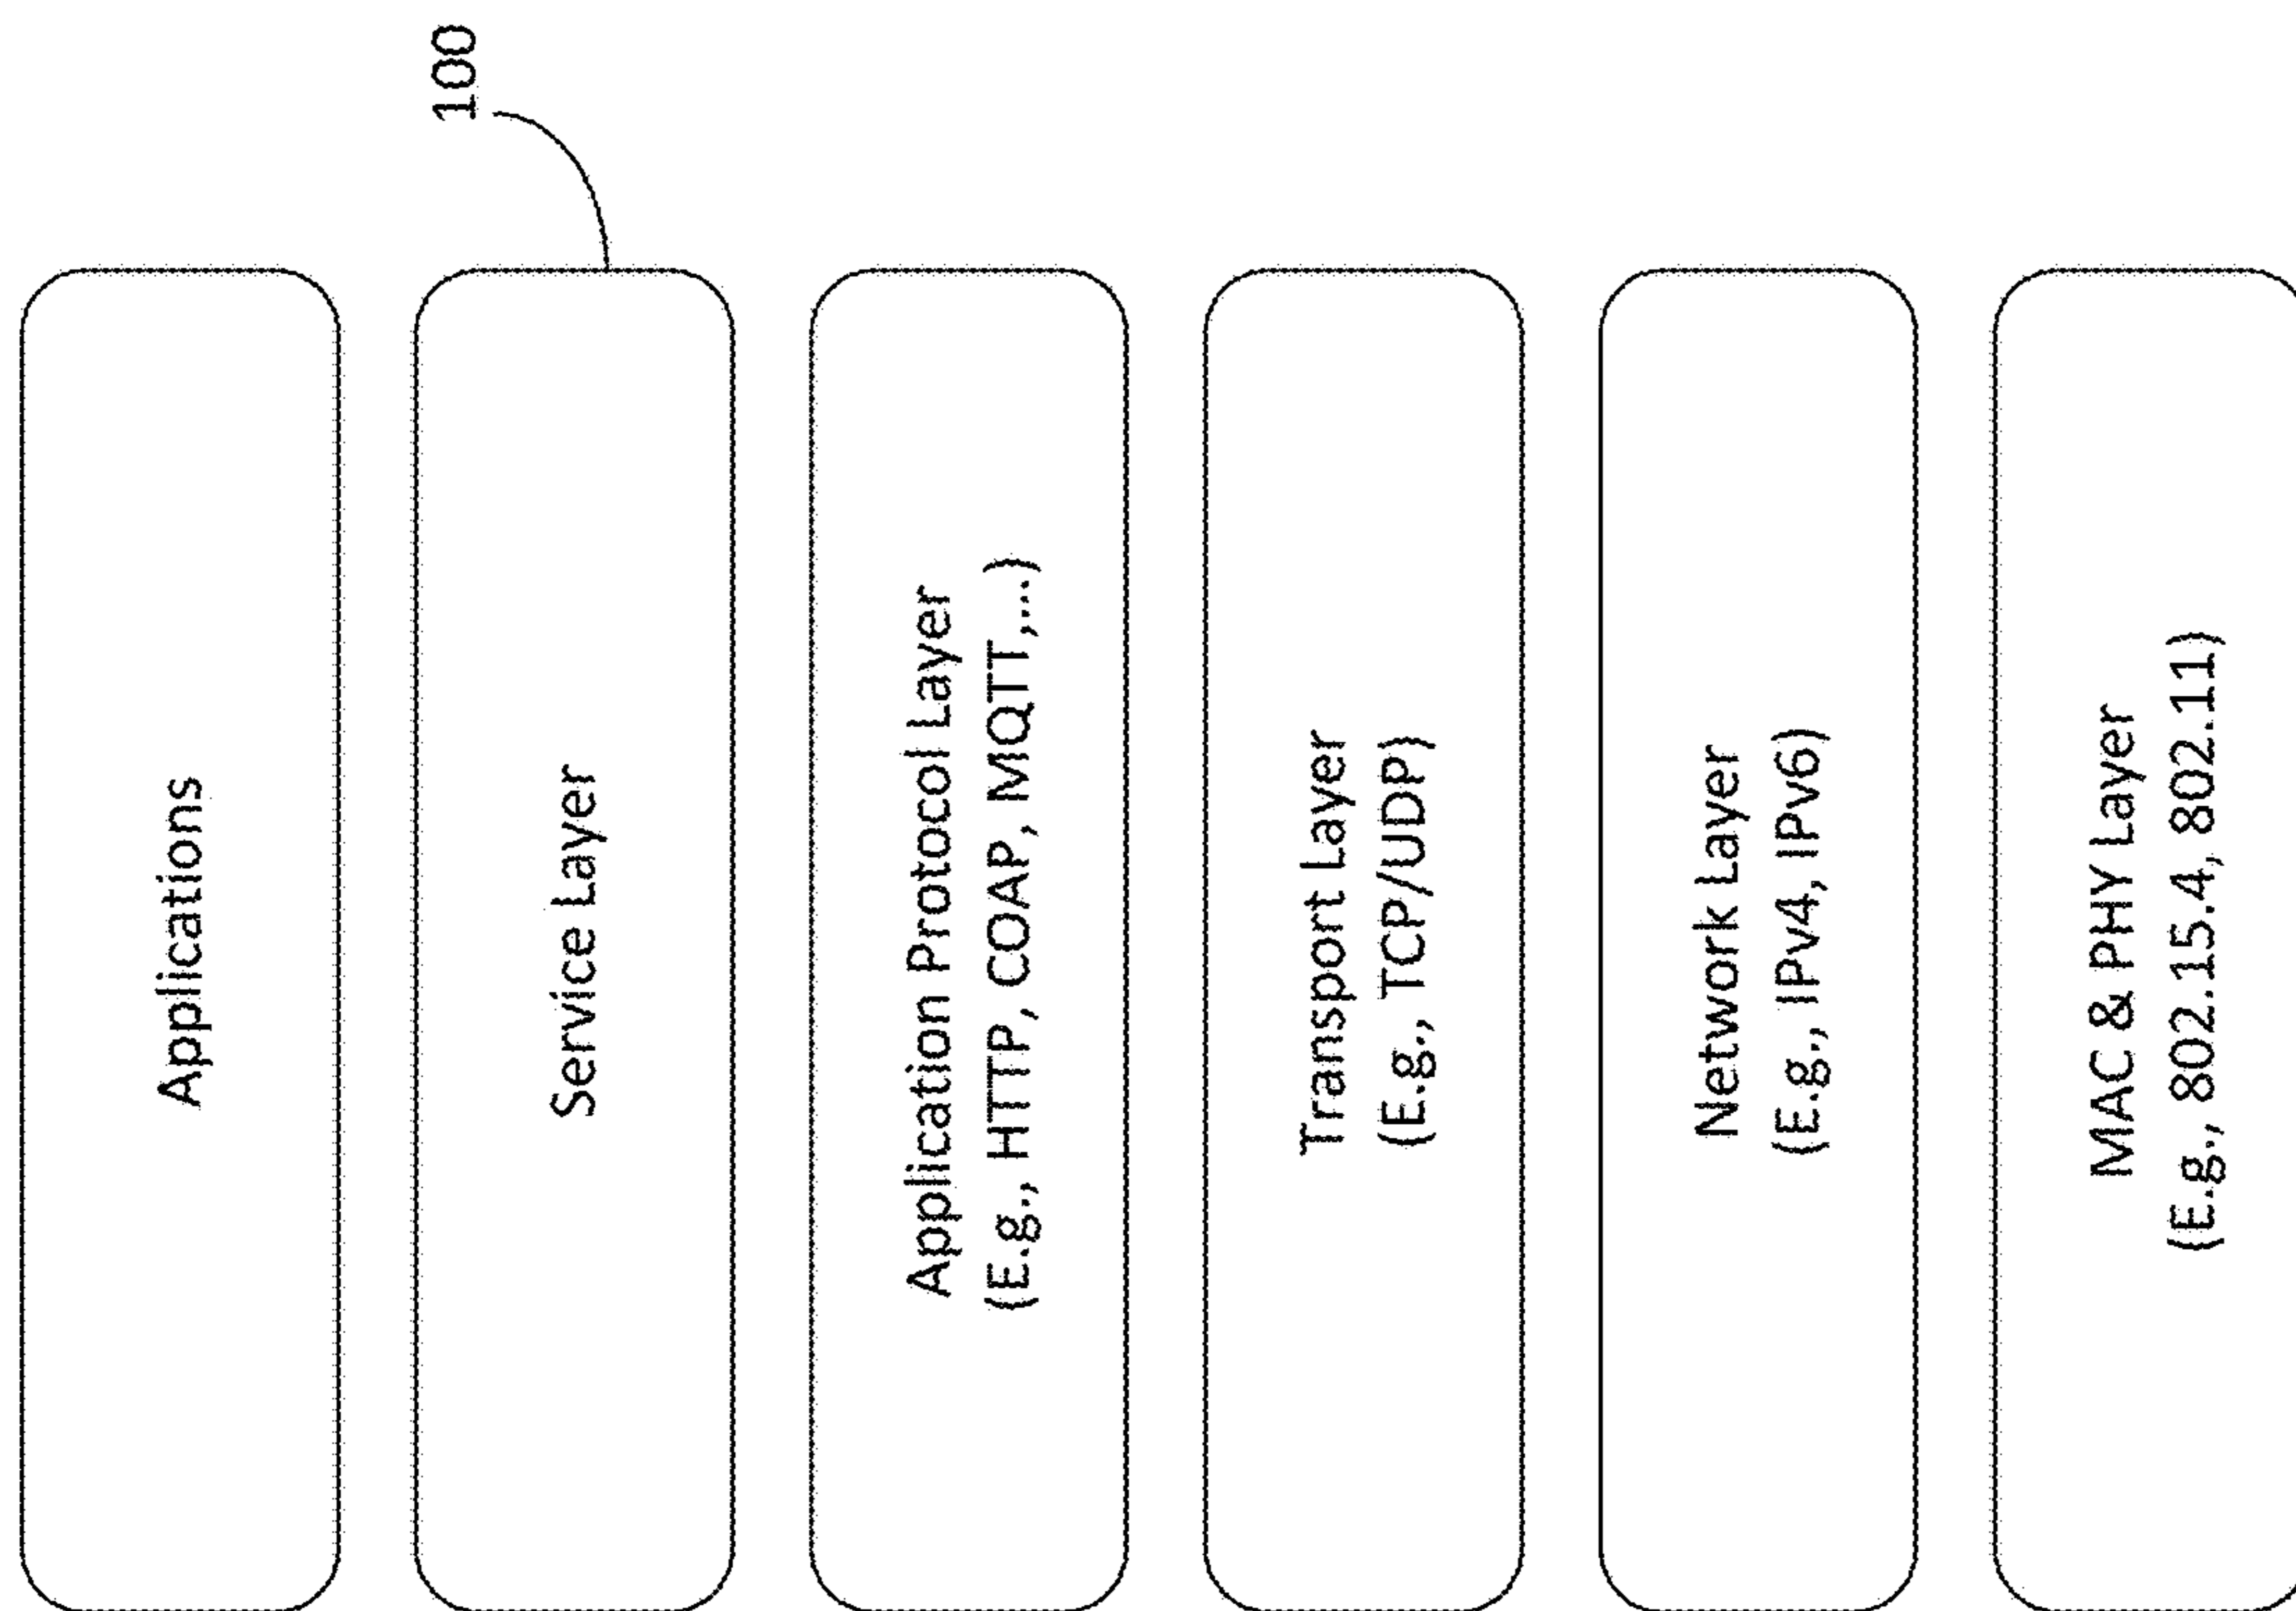 Applications
100
Service Layer
Application Protocol Layer
(E.g., HTTP, COAP, MQTT,...)
Transport Layer
(E.g., TCP/UDP)
Network Layer
(E.g., IPv4, IPv6)
MAC & PHY Layer
(E.g., 802.15.4, 802.11)